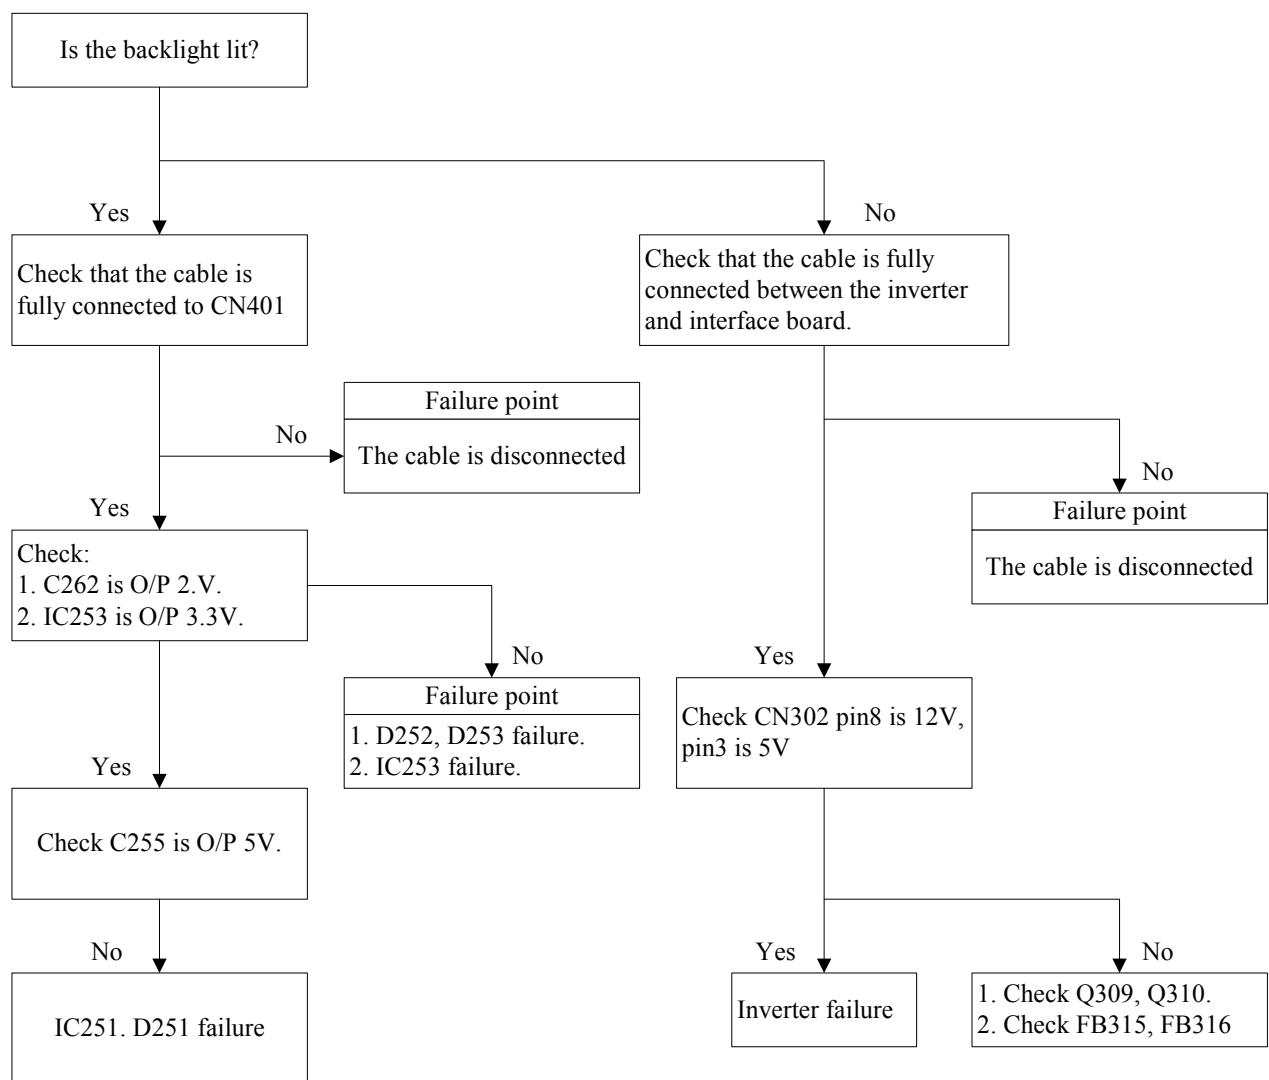 Is the backlight lit?
Yes
No
Check that the cable is
fully connected to CN401
Check that the cable is fully
connected between the inverter
and interface board.
Failure point
The cable is disconnected
No
Yes
No
Failure point
The cable is disconnected
Check:
1. C262 is O/P 2.V.
2. IC253 is O/P 3.3V.
No
Failure point
1. D252, D253 failure.
2. IC253 failure.
Yes
Check CN302 pin8 is 12V,
pin3 is 5V
Yes
Check C255 is O/P 5V.
No
IC251. D251 failure
Yes
Inverter failure
No
1. Check Q309, Q310.
2. Check FB315, FB316